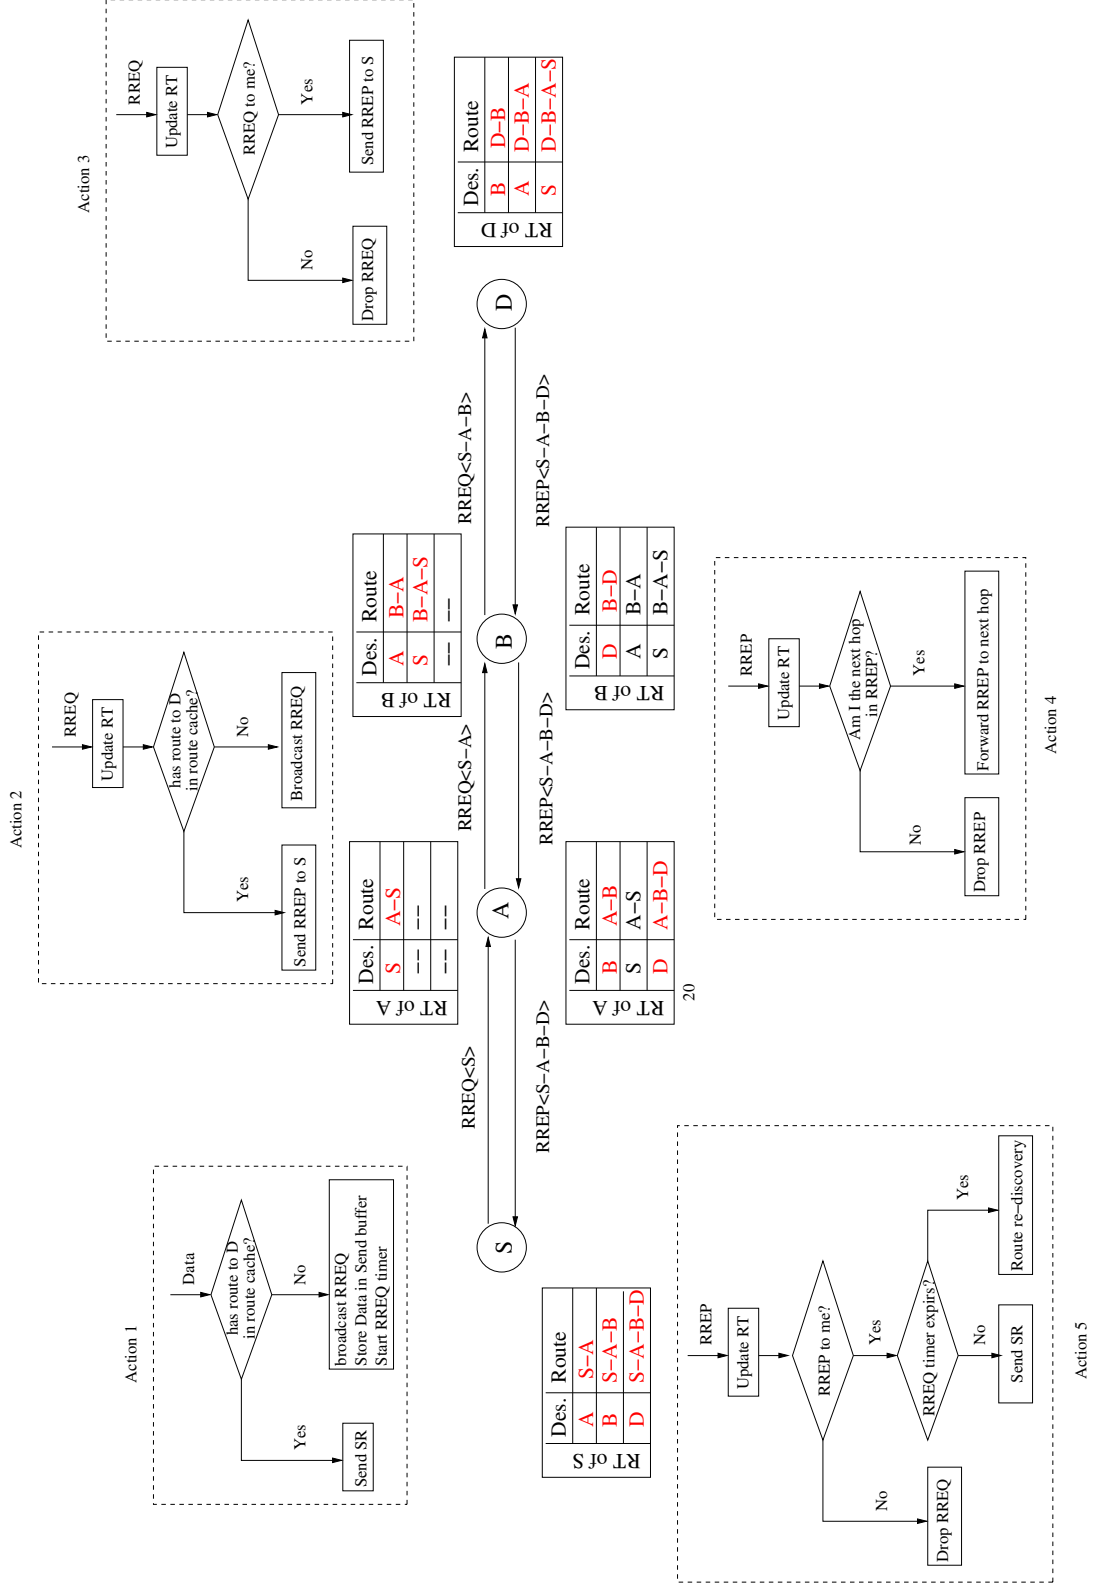 Action 1
Data
has route to D
in route cache?
Yes
No
Send SR
broadcast RREQ
Store Data in Send buffer
Start RREQ timer
Action 2
RREQ
Update RT
has route to D
in route cache?
Yes
No
Send RREP to S
Broadcast RREQ
Action 3
RREQ
Update RT
RREQ to me?
No
Yes
Drop RREQ
Send RREP to S
RT of A
Des. Route
S A–S
–– ––
–– ––
RT of B
Des. Route
A B–A
S B–A–S
–– ––
RT of D
Des. Route
B D–B
A D–B–A
S D–B–A–S
RREQ<S>
RREQ<S–A>
RREQ<S–A–B>
S
A
B
D
RREP<S–A–B–D>
RREP<S–A–B–D>
RREP<S–A–B–D>
RT of S
Des. Route
A S–A
B S–A–B
D S–A–B–D
RT of A
Des. Route
B A–B
S A–S
D A–B–D
RT of B
Des. Route
D B–D
A B–A
S B–A–S
20
RREP
Update RT
RREP to me?
No
Yes
Drop RREQ
RREQ timer expirs?
No
Yes
Send SR
Route re–discovery
Action 5
RREP
Update RT
Am I the next hop
in RREP?
No
Yes
Drop RREP
Forward RREP to next hop
Action 4